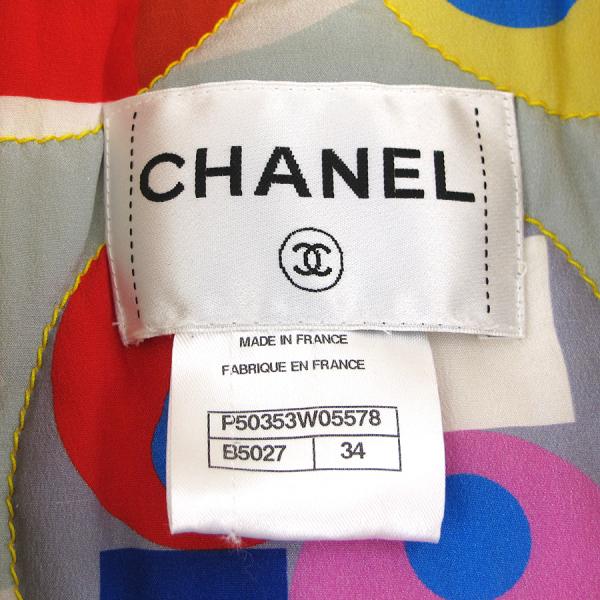 CHANEL
MADE IN FRANCE
FABRIQUE EN FRANCE
P50353W05578
B5027 34